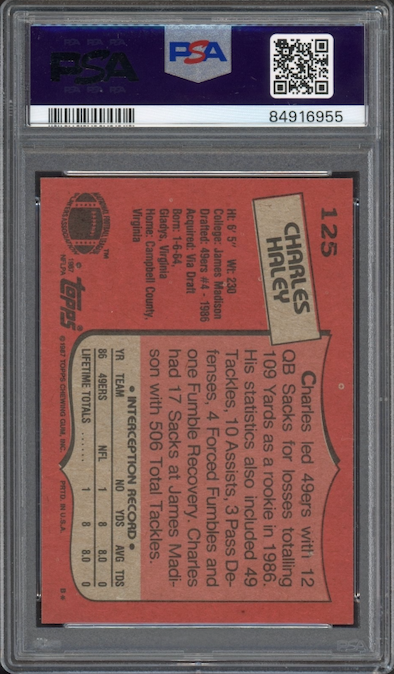 PSA
PSA
84916955
125
CHARLES
HALEY
Ht: 6' 5" Wt: 230
College: James Madison
Drafted: 49ers #4 - 1986
Acquired: Via Draft
Born: 1-6-64,
Gladys, Virginia
Home: Campbell County,
Virginia
TM
© 1987
NFLPA
topps®
©1987 TOPPS CHEWING GUM, INC.
PRTD. IN U.S.A.
B*
Charles led 49ers with 12
QB Sacks for losses totalling
109 Yards as a rookie in 1986.
His statistics also included 49
Tackles, 10 Assists, 3 Pass De-
fenses, 4 Forced Fumbles and
one Fumble Recovery. Charles
had 17 Sacks at James Madi-
son with 506 Total Tackles.
• INTERCEPTION RECORD •
YR TEAM NO YDS AVG TDS
86 49ERS NFL 1 8 8.0 0
LIFETIME TOTALS ...... 1 8 8.0 0